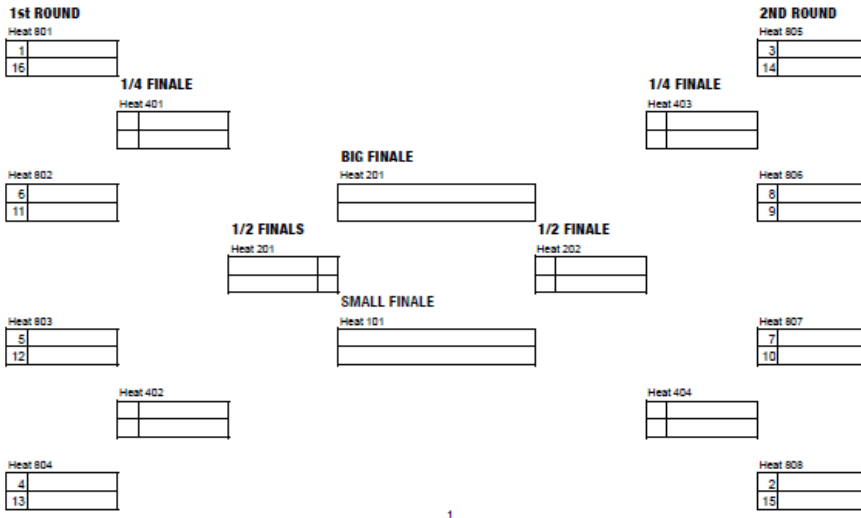 1st ROUND
2ND ROUND
Heat 801
Heat 805
1
3
16
14
1/4 FINALE
1/4 FINALE
Heat 401
Heat 403
BIG FINALE
Heat 802
Heat 201
Heat 806
6
8
11
9
1/2 FINALS
1/2 FINALE
Heat 201
Heat 202
SMALL FINALE
Heat 803
Heat 101
Heat 807
5
7
12
10
Heat 402
Heat 404
Heat 804
Heat 808
4
2
13
15
1